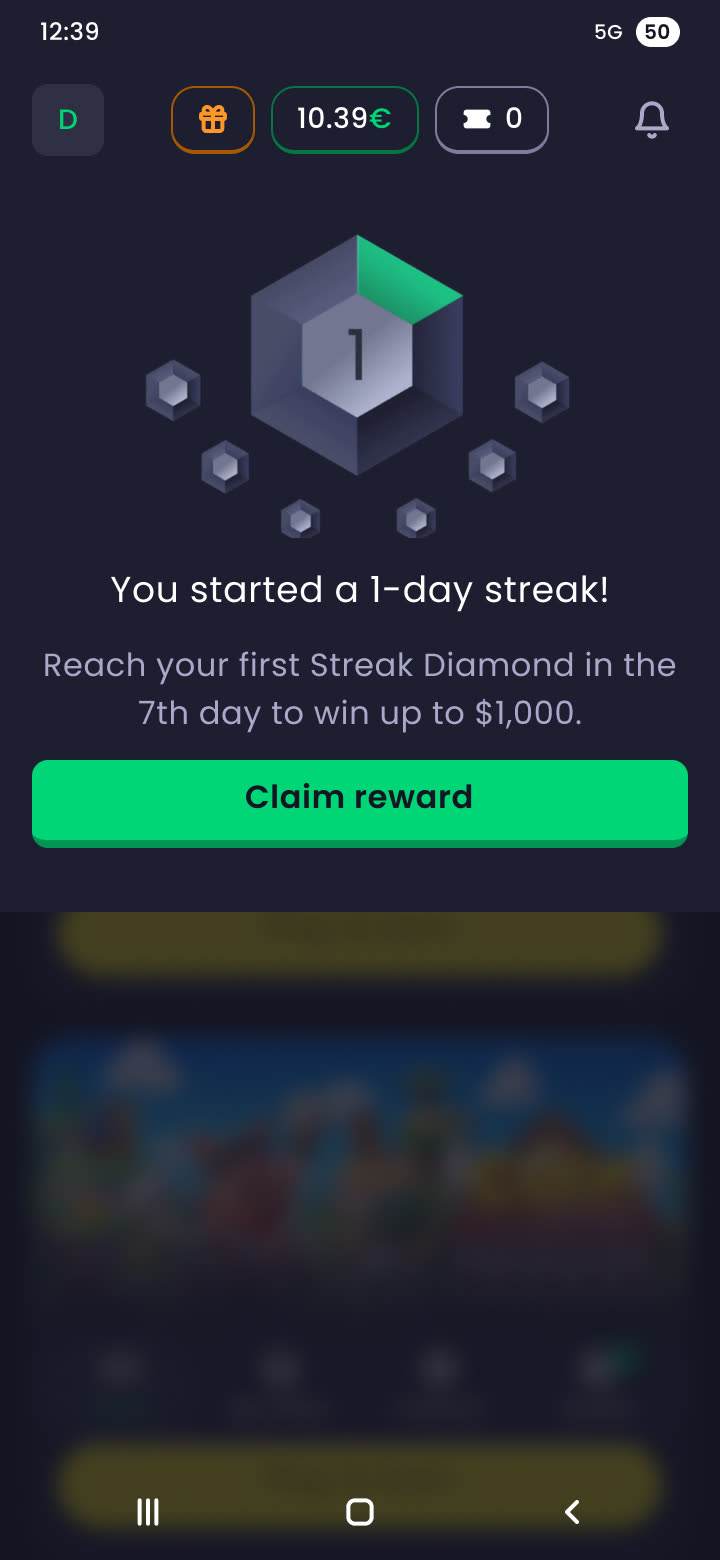 12:39
5G 50
D
10.39€
0
1
You started a 1-day streak!
Reach your first Streak Diamond in the
7th day to win up to $1,000.
Claim reward